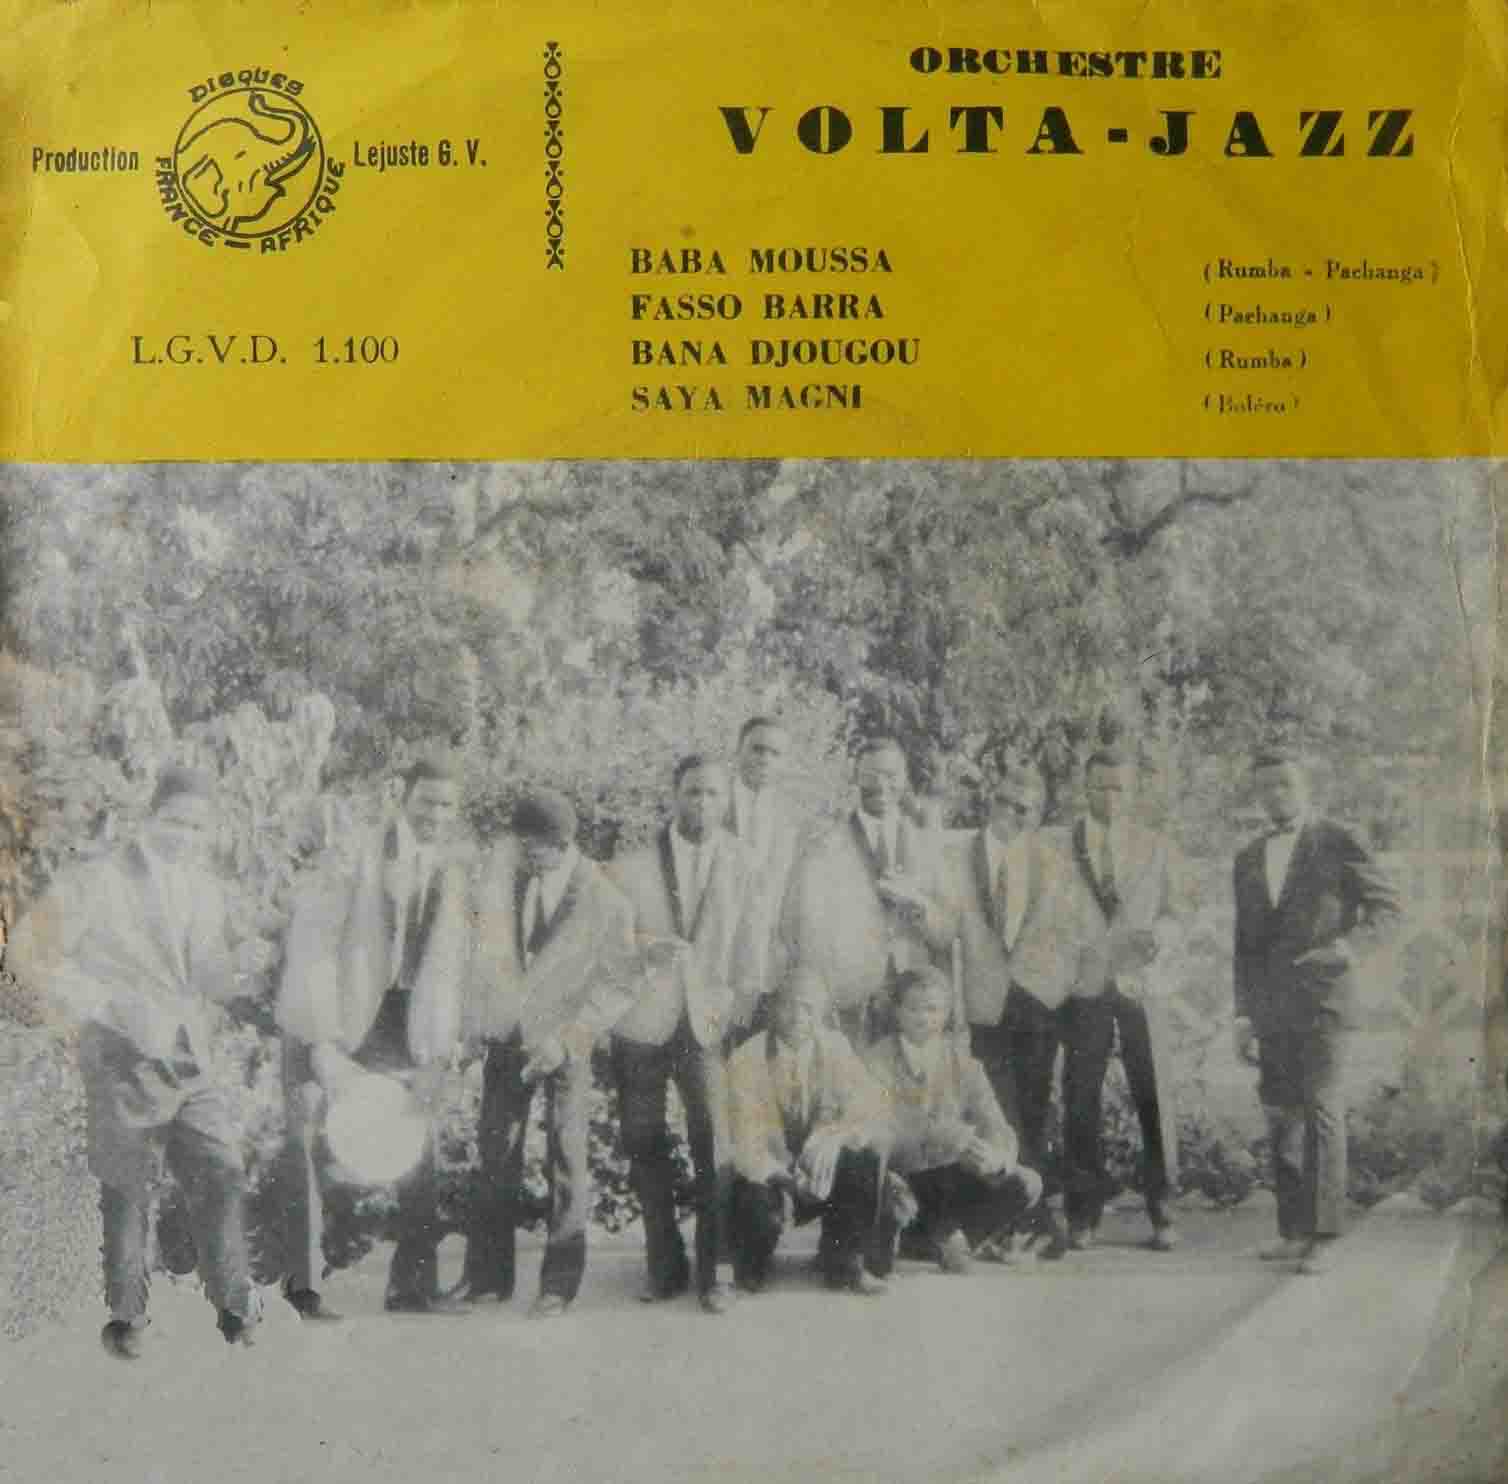 DISQUES
FRANCE-AFRIQUE
Production
Lejuste G. V.
L.G.V.D. 1.100
ORCHESTRE
VOLTA-JAZZ
BABA MOUSSA (Rumba - Pachanga)
FASSO BARRA (Pachanga)
BANA DJOUGOU (Rumba)
SAYA MAGNI (Boléro)